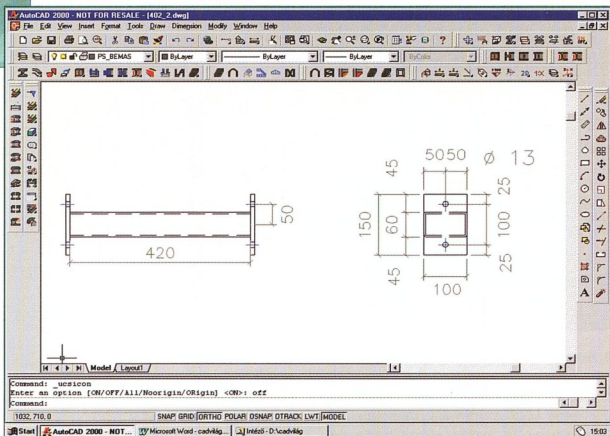 AutoCAD 2000 - NOT FOR RESALE - [402_2.dwg]
File Edit View Insert Format Tools Draw Dimension Modify Window Help
PS_BEMAS ByLayer ByLayer ByLayer ByColor
45 50 50 Ø 13
25
50
150 60 100
420
45 25
100
Model Layout1
Command: _ucsicon
Enter an option [ON/OFF/All/Noorigin/ORigin] <ON>: off
Command:
1032, 710, 0 SNAP GRID ORTHO POLAR OSNAP OTRACK LWT MODEL
Start AutoCAD 2000 - NOT... Microsoft Word - cadvilág... Intéző - D:\cadvilág 15:03